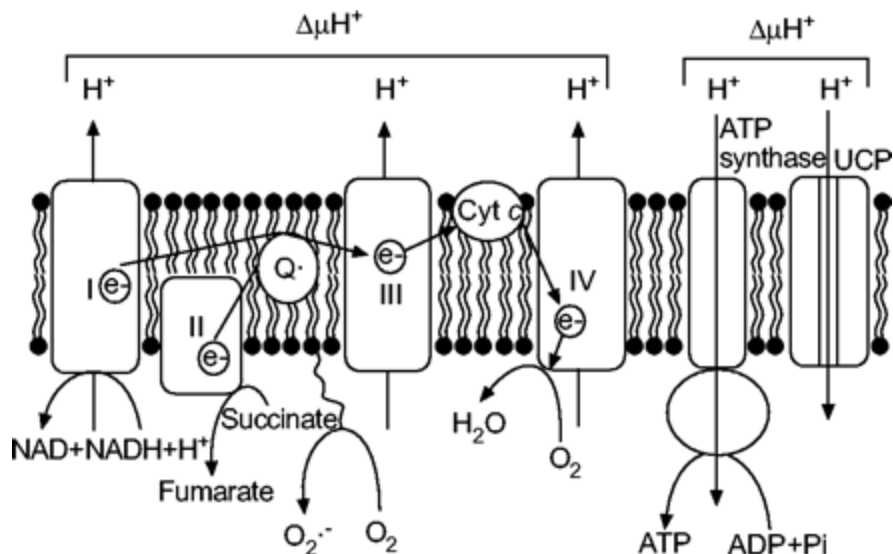 ΔμH⁺ ΔμH⁺
H⁺ H⁺ H⁺ H⁺ H⁺
ATP
synthase UCP
Cyt c
Q·
e-
I e- III IV
II e-
e-
Succinate
NAD+NADH+H⁺
H₂O
O₂
Fumarate
O₂·⁻ O₂
ATP ADP+Pi